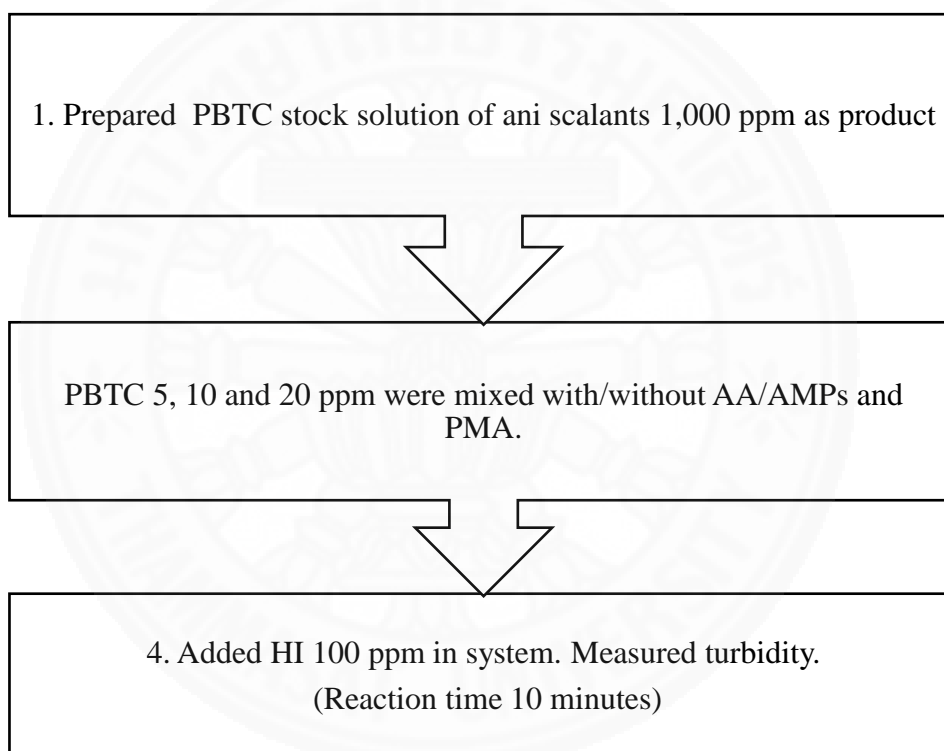 1. Prepared PBTC stock solution of ani scalants 1,000 ppm as product
PBTC 5, 10 and 20 ppm were mixed with/without AA/AMPs and
PMA.
4. Added HI 100 ppm in system. Measured turbidity.
(Reaction time 10 minutes)